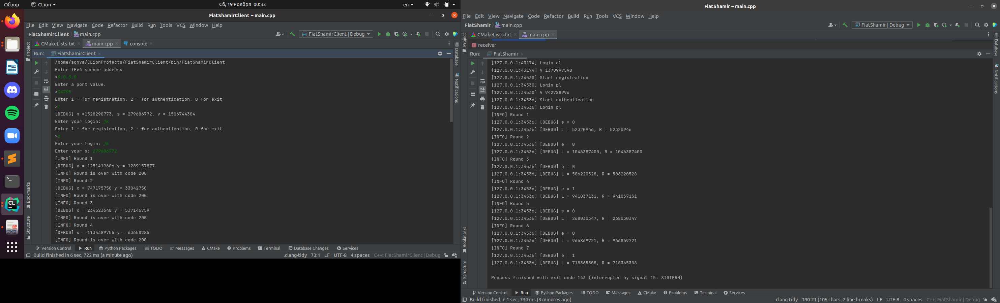 Обзор CLion Сб, 19 ноября 00:33 en
FiatShamirClient – main.cpp
File Edit View Navigate Code Refactor Build Run Tools VCS Window Help
FiatShamirClient main.cpp FiatShamirClient | Debug
CMakeLists.txt main.cpp console
Run: FiatShamirClient
/home/sonya/CLionProjects/FiatShamirClient/bin/FiatShamirClient
Enter IPv4 server address
>0.0.0.0
Enter a port value.
>34795
Enter 1 - for registration, 2 - for authentication, 0 for exit
>1
[DEBUG] n =1528298773, s = 279686772, v = 1506744304
Enter your login: jk
Enter 1 - for registration, 2 - for authentication, 0 for exit
>2
Enter your login: jk
Enter your s: 279686772
[INFO] Round 1
[DEBUG] x = 1251419606 y = 1289157877
[INFO] Round is over with code 200
[INFO] Round 2
[DEBUG] x = 747175750 y = 33042750
[INFO] Round is over with code 200
[INFO] Round 3
[DEBUG] x = 234523648 y = 537146759
[INFO] Round is over with code 200
[INFO] Round 4
[DEBUG] x = 1134389755 y = 63650285
[INFO] Round is over with code 200
Project
Bookmarks
Structure
Database
Notifications
Version Control Run Python Packages TODO Messages CMake Problems Terminal Database Changes Services
Build finished in 6 sec, 722 ms (a minute ago) .clang-tidy 73:1 LF UTF-8 4 spaces C++: FiatShamirClient | Debug
FiatShamir – main.cpp
File Edit View Navigate Code Refactor Build Run Tools VCS Window Help
FiatShamir main.cpp FiatShamir | Debug
CMakeLists.txt main.cpp
f receiver
Run: FiatShamir
[127.0.0.1:43174] Login ol
[127.0.0.1:43174] V 1370997598
[127.0.0.1:34530] Start registration
[127.0.0.1:34530] Login pl
[127.0.0.1:34530] V 942788996
[127.0.0.1:34536] Start authentication
[127.0.0.1:34536] Login pl
[INFO] Round 1
[127.0.0.1:34536] [DEBUG] e = 0
[127.0.0.1:34536] [DEBUG] L = 52320946, R = 52320946
[INFO] Round 2
[127.0.0.1:34536] [DEBUG] e = 0
[127.0.0.1:34536] [DEBUG] L = 1046387400, R = 1046387400
[INFO] Round 3
[127.0.0.1:34536] [DEBUG] e = 0
[127.0.0.1:34536] [DEBUG] L = 506220528, R = 506220528
[INFO] Round 4
[127.0.0.1:34536] [DEBUG] e = 1
[127.0.0.1:34536] [DEBUG] L = 941037131, R = 941037131
[INFO] Round 5
[127.0.0.1:34536] [DEBUG] e = 0
[127.0.0.1:34536] [DEBUG] L = 268030347, R = 268030347
[INFO] Round 6
[127.0.0.1:34536] [DEBUG] e = 0
[127.0.0.1:34536] [DEBUG] L = 966869721, R = 966869721
[INFO] Round 7
[127.0.0.1:34536] [DEBUG] e = 1
[127.0.0.1:34536] [DEBUG] L = 718365308, R = 718365308
Process finished with exit code 143 (interrupted by signal 15: SIGTERM)
Project
Bookmarks
Structure
Database
Notifications
Version Control Run Python Packages TODO Messages CMake Problems Terminal Services
Build finished in 1 sec, 734 ms (3 minutes ago) .clang-tidy 190:21 (105 chars, 2 line breaks) LF UTF-8 4 spaces C++: FiatShamir | Debug